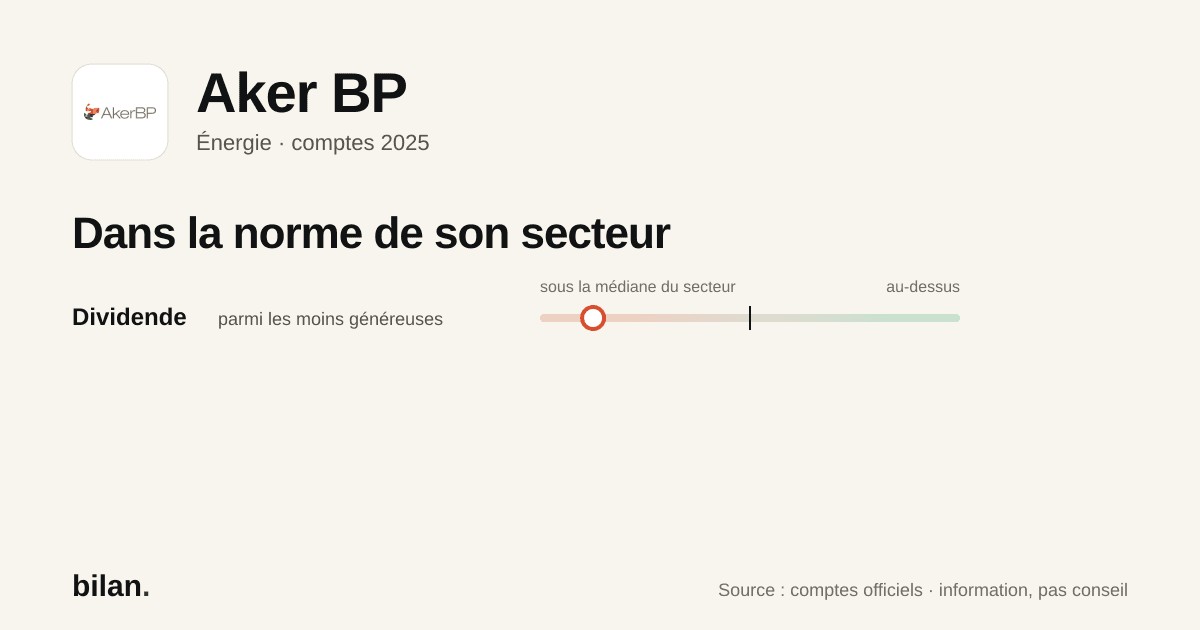 AkerBP
Aker BP
Énergie · comptes 2025
Dans la norme de son secteur
sous la médiane du secteur au-dessus
Dividende parmi les moins généreuses
bilan.
Source : comptes officiels · information, pas conseil